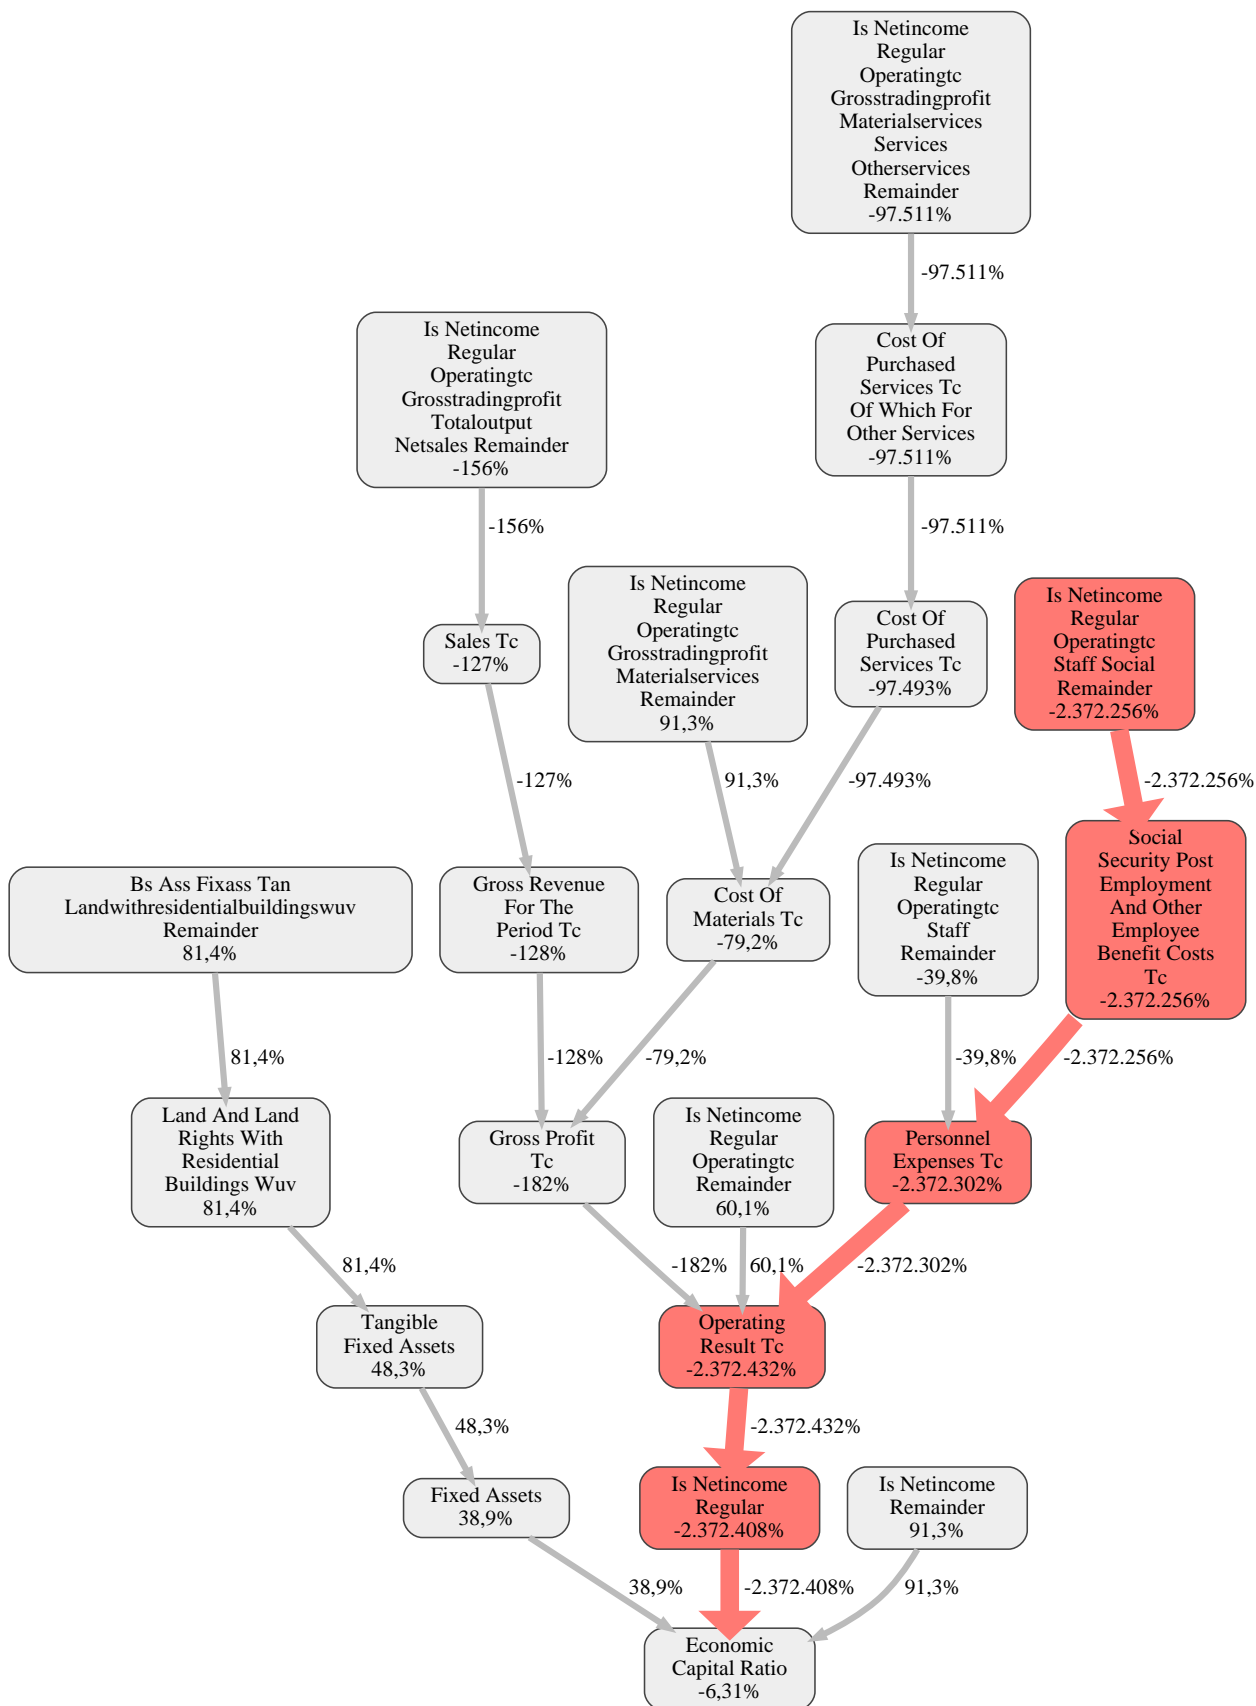 Is Netincome
Regular
Operatingtc
Grosstradingprofit
Materialservices
Services
Otherservices
Remainder
-97.511%
-97.511%
Is Netincome
Regular
Operatingtc
Grosstradingprofit
Totaloutput
Netsales Remainder
-156%
Cost Of
Purchased
Services Tc
Of Which For
Other Services
-97.511%
-156%
-97.511%
Is Netincome
Regular
Operatingtc
Grosstradingprofit
Materialservices
Remainder
91,3%
Is Netincome
Regular
Operatingtc
Staff Social
Remainder
-2.372.256%
Cost Of
Purchased
Services Tc
-97.493%
Sales Tc
-127%
-127%
91,3%
-97.493%
-2.372.256%
Social
Security Post
Employment
And Other
Employee
Benefit Costs
Tc
-2.372.256%
Is Netincome
Regular
Operatingtc
Staff
Remainder
-39,8%
Bs Ass Fixass Tan
Landwithresidentialbuildingswuv
Remainder
81,4%
Gross Revenue
For The
Period Tc
-128%
Cost Of
Materials Tc
-79,2%
81,4%
-128%
-79,2%
-39,8%
-2.372.256%
Land And Land
Rights With
Residential
Buildings Wuv
81,4%
Gross Profit
Tc
-182%
Is Netincome
Regular
Operatingtc
Remainder
60,1%
Personnel
Expenses Tc
-2.372.302%
81,4%
-182%
60,1%
-2.372.302%
Tangible
Fixed Assets
48,3%
Operating
Result Tc
-2.372.432%
48,3%
-2.372.432%
Fixed Assets
38,9%
Is Netincome
Regular
-2.372.408%
Is Netincome
Remainder
91,3%
38,9%
-2.372.408%
91,3%
Economic
Capital Ratio
-6,31%